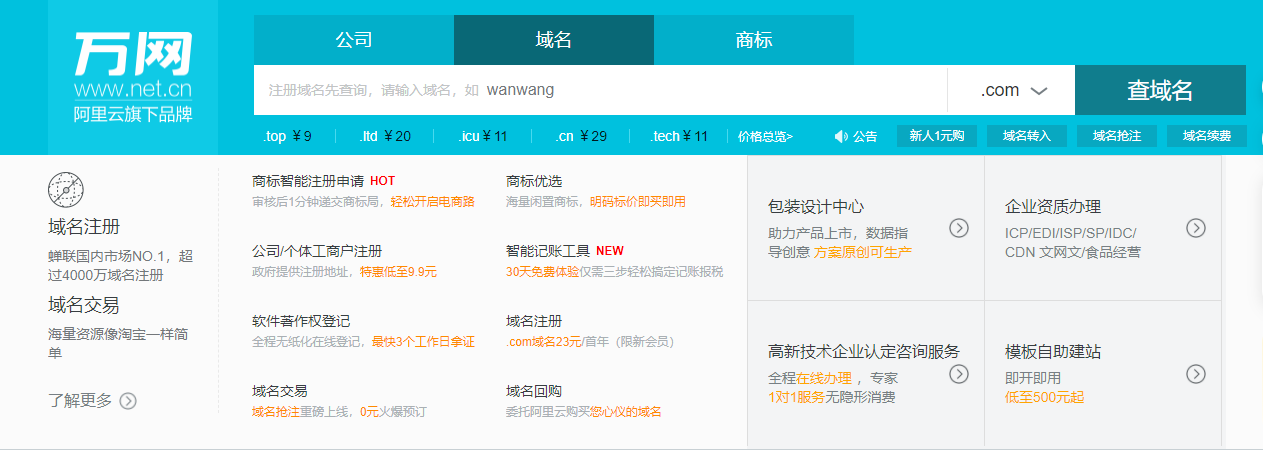 万网
www.net.cn
阿里云旗下品牌
公司
域名
商标
注册域名先查询，请输入域名，如 wanwang
.com
查域名
.top ¥ 9
.ltd ¥ 20
.icu ¥ 11
.cn ¥ 29
.tech ¥ 11
价格总览>
公告
新人1元购
域名转入
域名抢注
域名续费
域名注册
蝉联国内市场NO.1，超
过4000万域名注册
域名交易
海量资源像淘宝一样简
单
了解更多
商标智能注册申请 HOT
审核后1分钟递交商标局，轻松开启电商路
公司/个体工商户注册
政府提供注册地址，特惠低至9.9元
软件著作权登记
全程无纸化在线登记，最快3个工作日拿证
域名交易
域名抢注重磅上线，0元火爆预订
商标优选
海量闲置商标，明码标价即买即用
智能记账工具 NEW
30天免费体验仅需三步轻松搞定记账报税
域名注册
.com域名23元/首年（限新会员）
域名回购
委托阿里云购买您心仪的域名
包装设计中心
助力产品上市，数据指
导创意 方案原创可生产
企业资质办理
ICP/EDI/ISP/SP/IDC/
CDN 文网文/食品经营
高新技术企业认定咨询服务
全程在线办理 ，专家
1对1服务无隐形消费
模板自助建站
即开即用
低至500元起